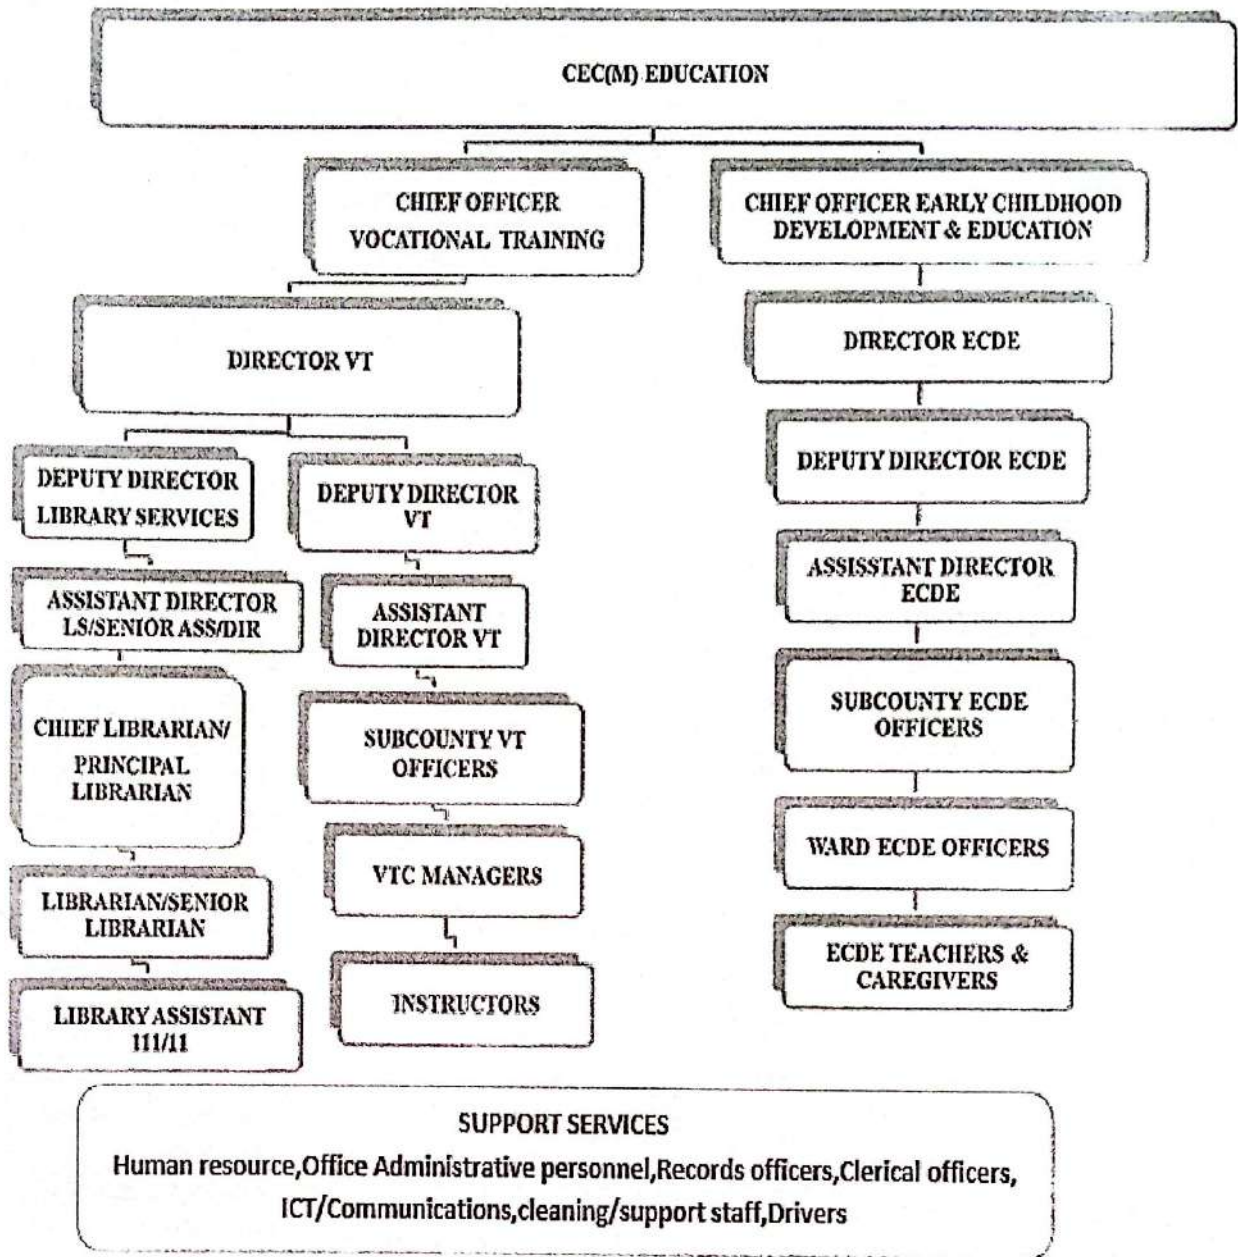 CEC(M) EDUCATION
CHIEF OFFICER
VOCATIONAL TRAINING
CHIEF OFFICER EARLY CHILDHOOD
DEVELOPMENT & EDUCATION
DIRECTOR VT
DIRECTOR ECDE
DEPUTY DIRECTOR
LIBRARY SERVICES
DEPUTY DIRECTOR
VT
DEPUTY DIRECTOR ECDE
ASSISTANT DIRECTOR
LS/SENIOR ASS/DIR
ASSISTANT
DIRECTOR VT
ASSISSTANT DIRECTOR
ECDE
CHIEF LIBRARIAN/
PRINCIPAL
LIBRARIAN
SUBCOUNTY VT
OFFICERS
SUBCOUNTY ECDE
OFFICERS
LIBRARIAN/SENIOR
LIBRARIAN
VTC MANAGERS
WARD ECDE OFFICERS
LIBRARY ASSISTANT
111/11
INSTRUCTORS
ECDE TEACHERS &
CAREGIVERS
SUPPORT SERVICES
Human resource,Office Administrative personnel,Records officers,Clerical officers,
ICT/Communications,cleaning/support staff,Drivers